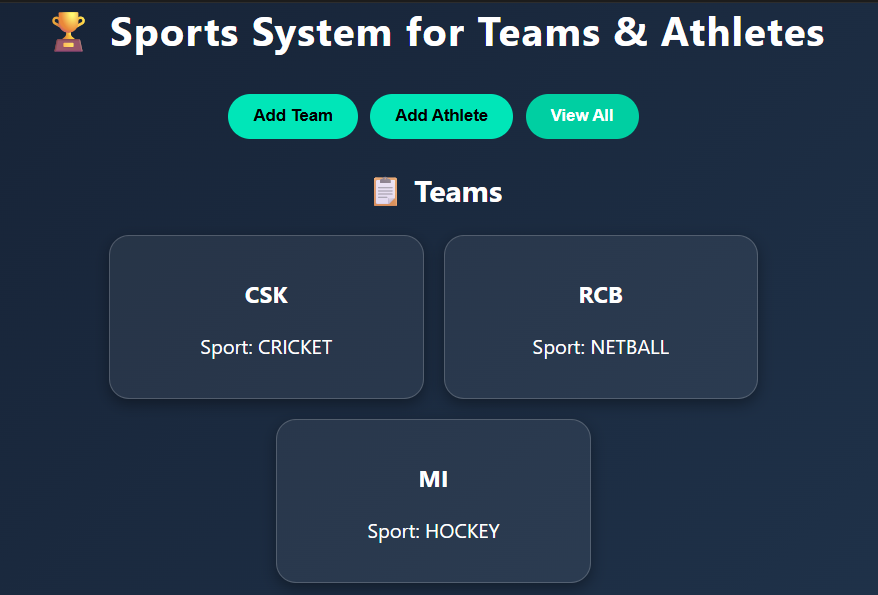 Sports System for Teams & Athletes
Add Team Add Athlete View All
Teams
CSK
Sport: CRICKET
RCB
Sport: NETBALL
MI
Sport: HOCKEY